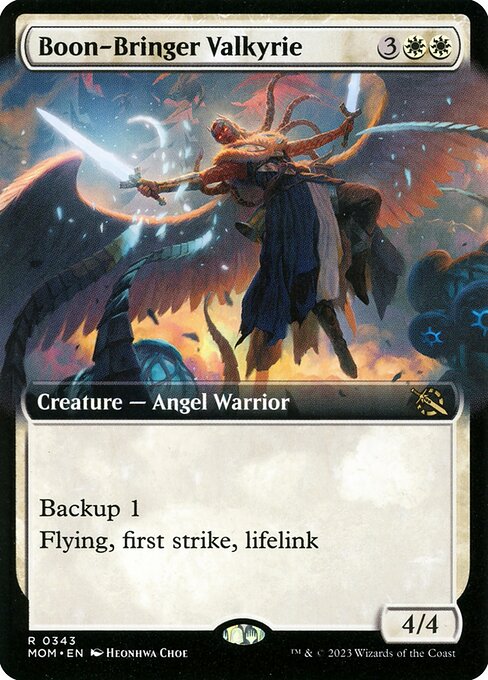 Boon-Bringer Valkyrie 3
Creature — Angel Warrior
Backup 1
Flying, first strike, lifelink
4/4
R 0343
MOM • EN Heonhwa Choe
™ & © 2023 Wizards of the Coast